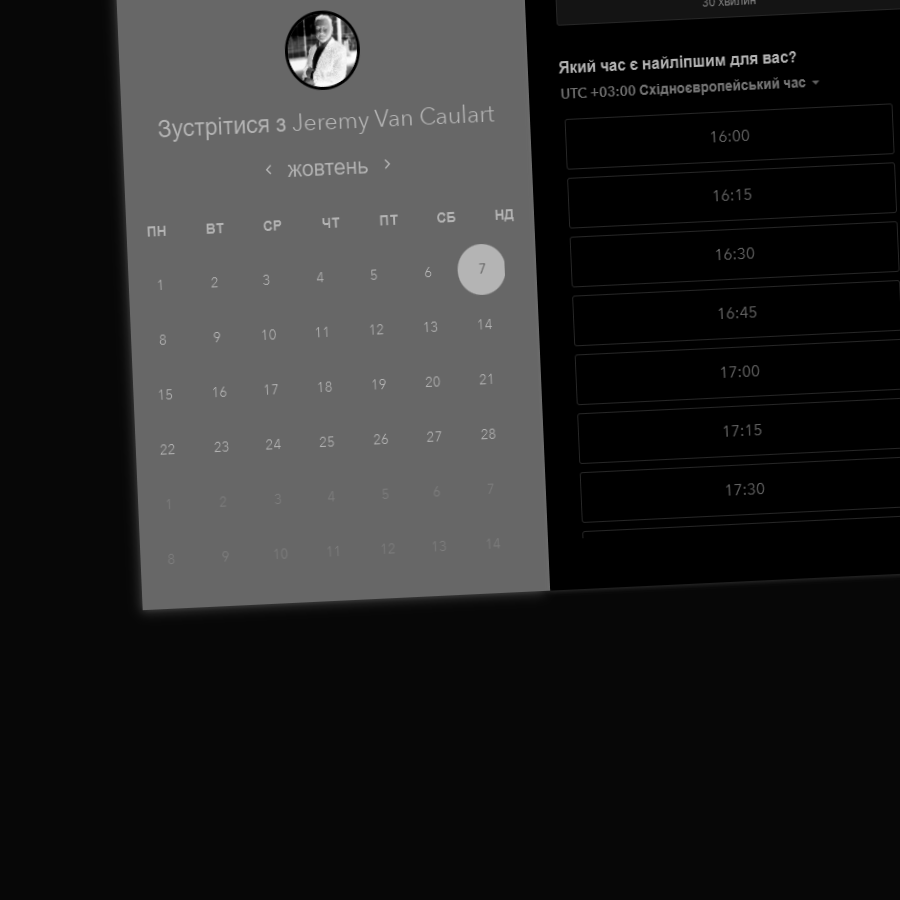 Зустрітися з Jeremy Van Caulart
жовтень
ПН ВТ СР ЧТ ПТ СБ НД
1 2 3 4 5 6 7
8 9 10 11 12 13 14
15 16 17 18 19 20 21
22 23 24 25 26 27 28
1 2 3 4 5 6 7
8 9 10 11 12 13 14
30 хвилин
Який час є найліпшим для вас?
UTC +03:00 Східноєвропейський час
16:00
16:15
16:30
16:45
17:00
17:15
17:30